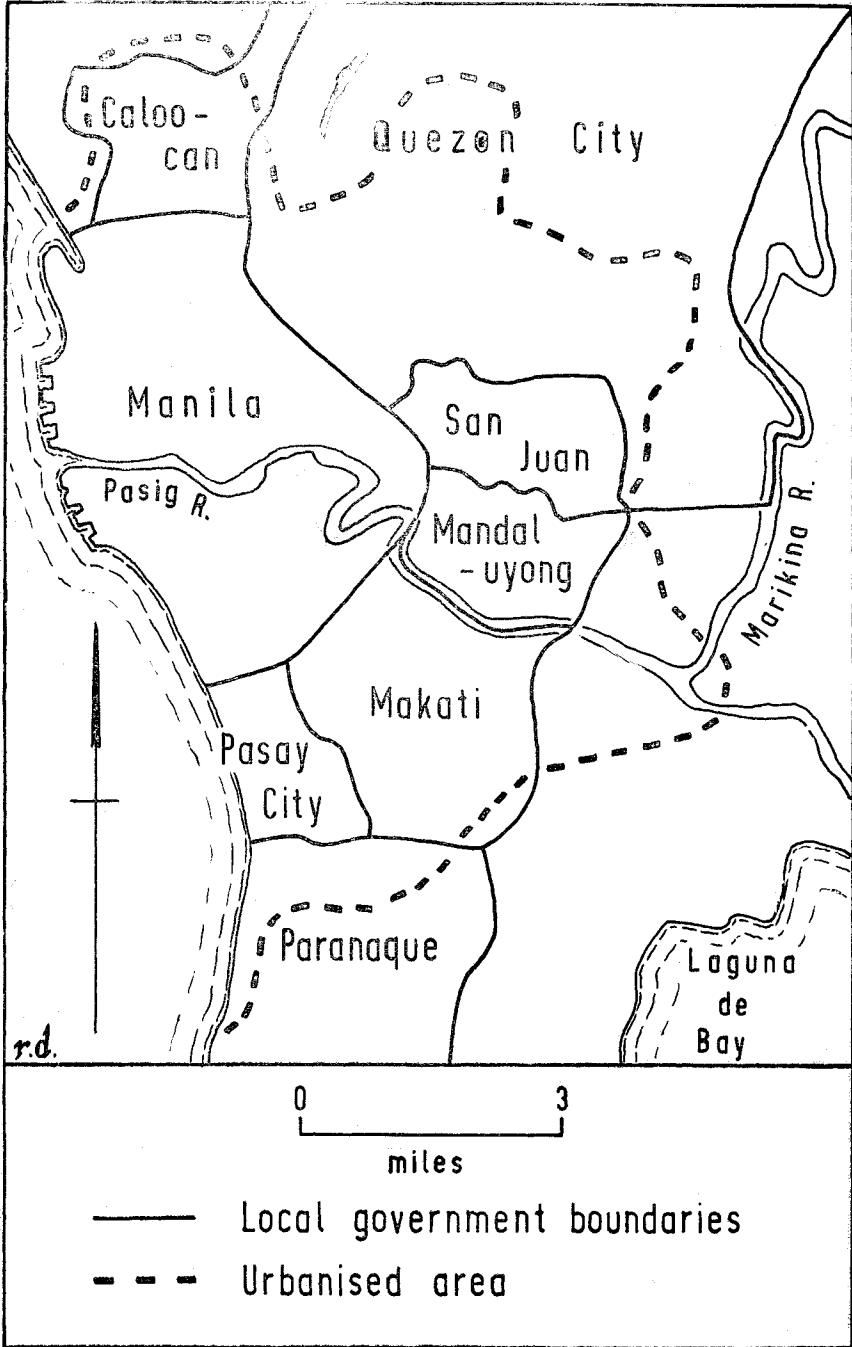 Caloo-
can
Quezon City
Manila
San
Juan
Pasig R.
Mandal
-uyong
Marikina R.
Makati
Pasay
City
Paranaque
Laguna
de
Bay
r.d.
0 3
miles
Local government boundaries
Urbanised area